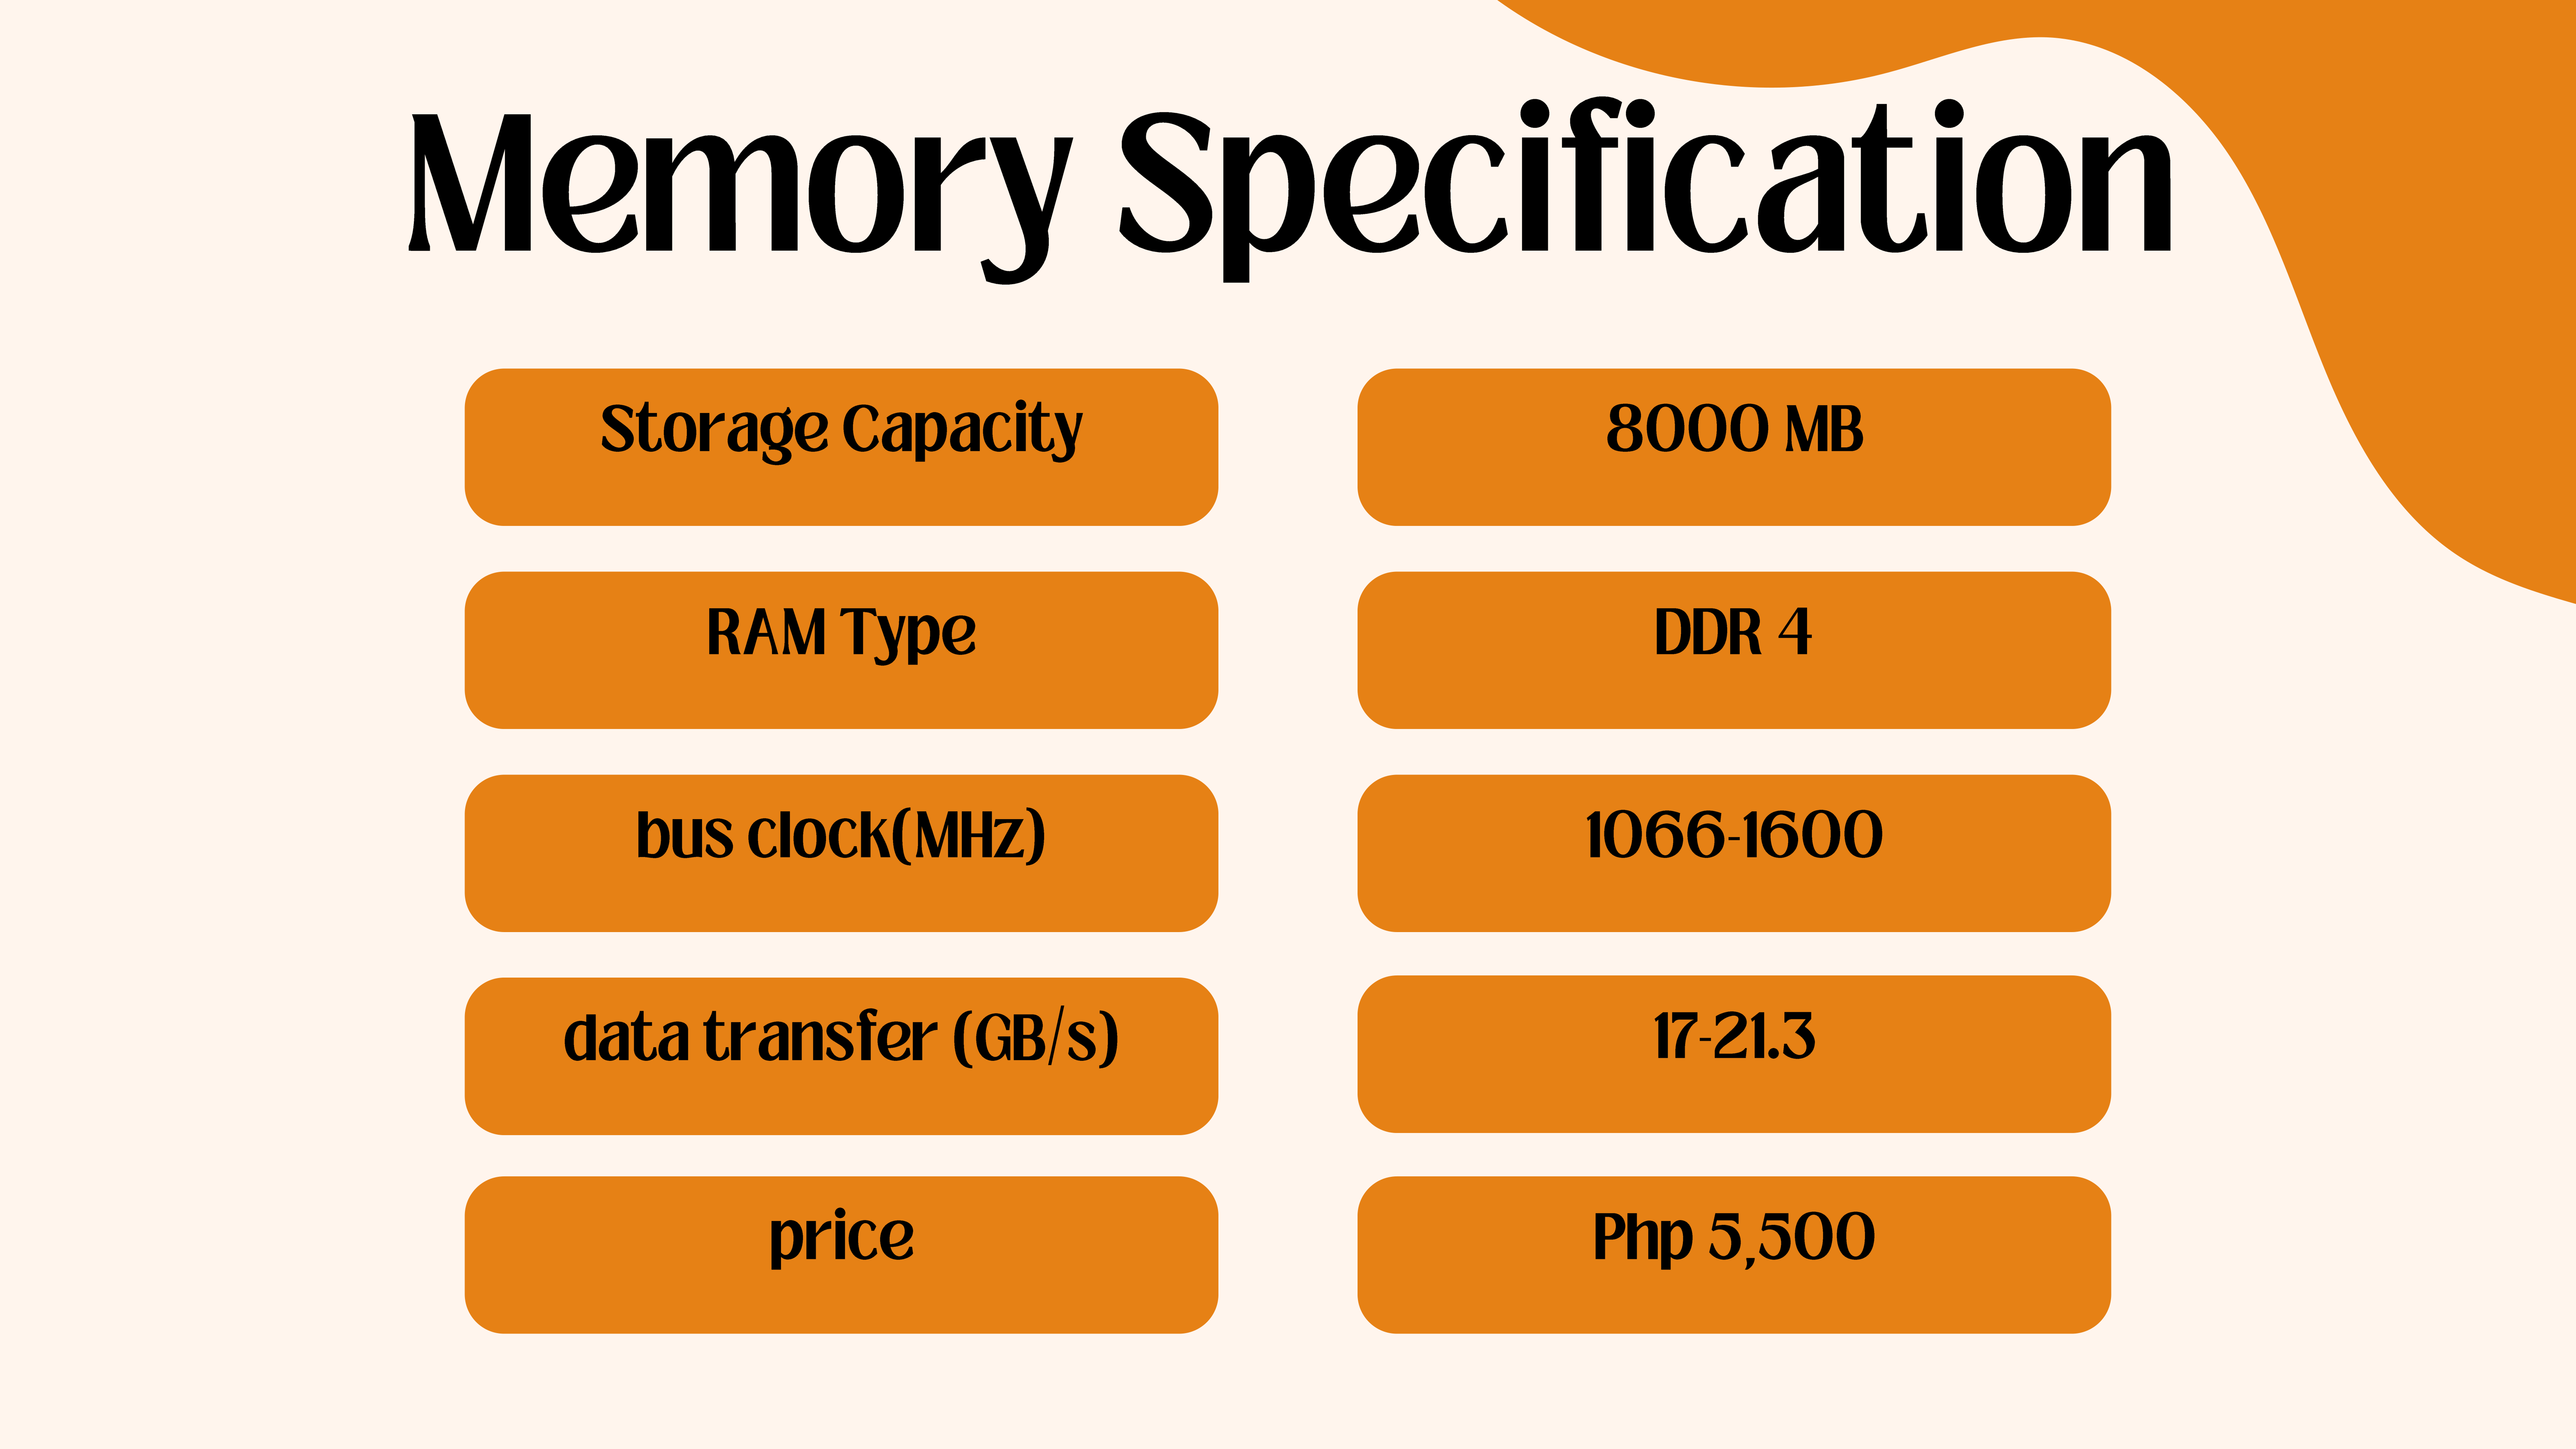 Memory Specification
Storage Capacity
8000 MB
RAM Type
DDR 4
bus clock(MHz)
1066-1600
data transfer (GB/s)
17-21.3
price
Php 5,500